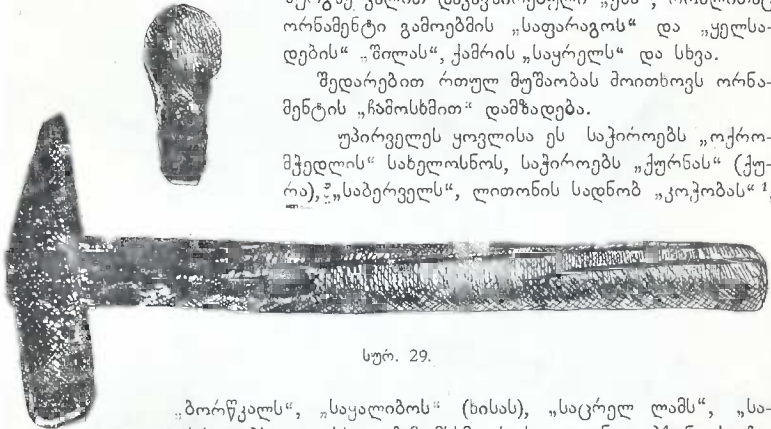 ორნამენტი გამოებმის „საფარაგოს“ და „ყელსა-
დების“ „შილას“, ქამრის „საყრელს“ და სხვა.
შედარებით რთულ მუშაობას მოითხოვს ორნა-
მენტის „ჩამოსხმით“ დამზადება.
უპირველეს ყოვლისა ეს საჭიროებს „ოქრო-
მჭედლის“ სახელოსნოს, საჭიროებს „ქურნას“ (ქუ-
რა), „საბერველს“, ლითონის სადნობ „კოჭობას“ ¹,
სურ. 29.
„ბორწკალს“, „საყალიბოს“ (ხისას), „საცრელ ლამს“, „სა-